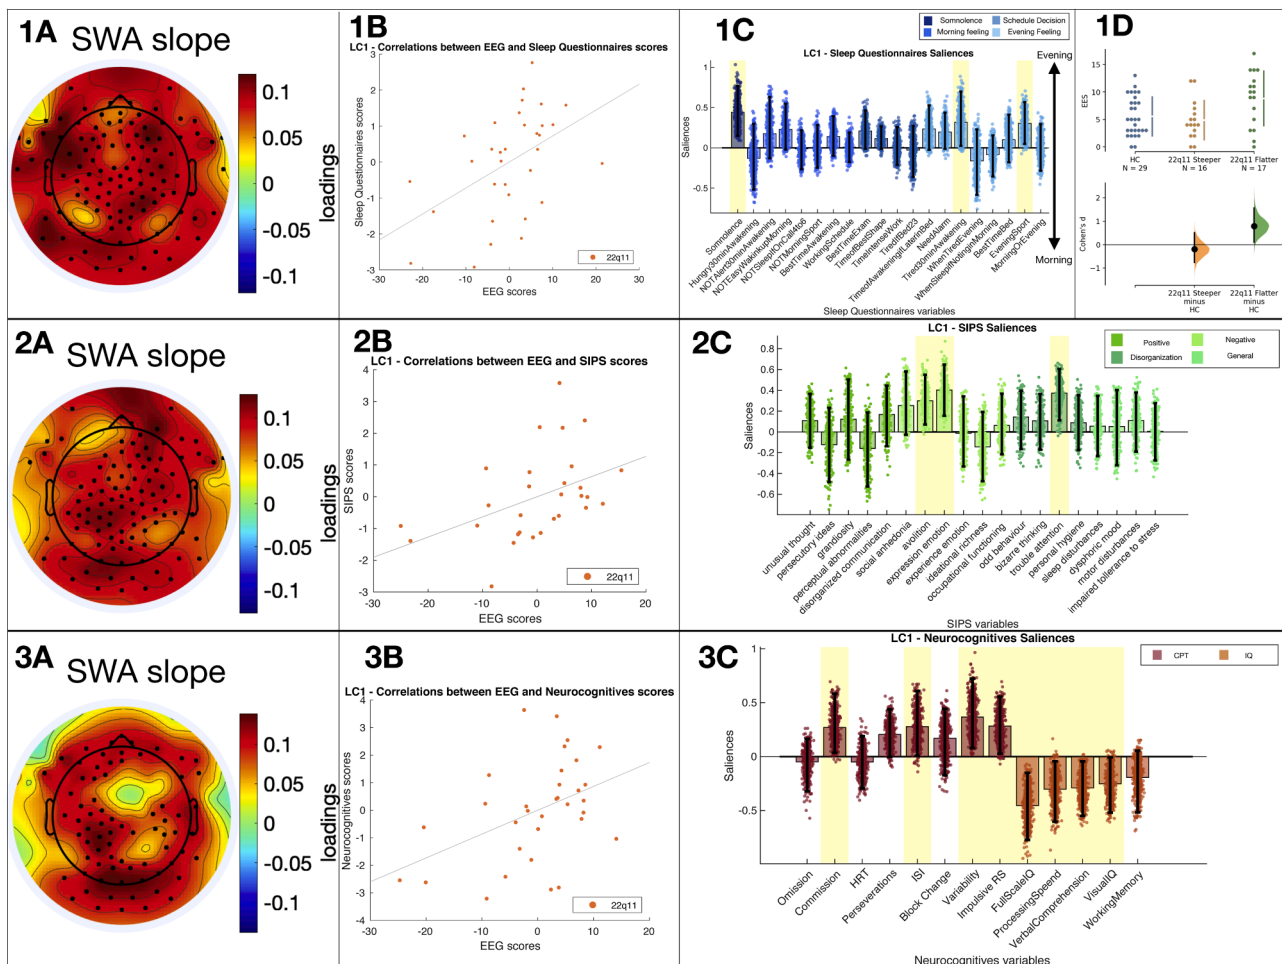 1A
SWA slope
0.1
0.05
0
-0.05
-0.1
loadings
1B
LC1 - Correlations between EEG and Sleep Questionnaires scores
3
2
1
0
-1
-2
-3
Sleep Questionnaires scores
-30
-20
-10
0
10
20
30
EEG scores
22q11
1C
Somnolence
Schedule Decision
Morning feeling
Evening Feeling
LC1 - Sleep Questionnaires Saliences
Evening
Morning
1
0.5
0
-0.5
Saliences
Somnolence
Hungry30minAwakening
NOTAlert30minAwakening
NOTEasyWakinkupMorning
NOTSleepIfOnCall4to6
NOTMorningSport
BestTimeAwakening
WorkingSchedule
BestTimeExam
TimedBestShape
TimeIntenseWork
TiredItBed23
TimeofAwakeningLaterinBed
NeedAlarm
Tired30minAwakening
WhenTiredEvening
WhenSleepIfNotinginMorning
BestTimeBed
EveningSport
MorningOrEvening
Sleep Questionnaires variables
1D
15
10
5
0
EES
HC
N = 29
22q11 Steeper
N = 16
22q11 Flatter
N = 17
2
1
0
−1
Cohen's d
22q11 Steeper
minus
HC
22q11 Flatter
minus
HC
2A
SWA slope
0.1
0.05
0
-0.05
-0.1
loadings
2B
LC1 - Correlations between EEG and SIPS scores
4
3
2
1
0
-1
-2
-3
SIPS scores
-30
-20
-10
0
10
20
EEG scores
22q11
2C
LC1 - SIPS Saliences
Positive
Negative
Disorganization
General
0.8
0.6
0.4
0.2
0
-0.2
-0.4
-0.6
Saliences
unusual thought
persecutory ideas
grandiosity
perceptual abnormalities
disorganized communication
social anhedonia
avolition
expression emotion
experience emotion
ideational richness
occupational functioning
odd behaviour
bizarre thinking
trouble attention
personal hygiene
sleep disturbances
dysphoric mood
motor disturbances
impaired tolerance to stress
SIPS variables
3A
SWA slope
0.1
0.05
0
-0.05
-0.1
loadings
3B
LC1 - Correlations between EEG and Neurocognitives scores
4
3
2
1
0
-1
-2
-3
4
Neurocognitives scores
-30
-20
-10
0
10
20
EEG scores
22q11
3C
LC1 - Neurocognitives Saliences
CPT
IQ
1
0.5
0
-0.5
Saliences
Omission
Commission
HRT
Perseverations
ISI
Block Change
Variability
Impulsive RS
FullScaleIQ
ProcessingSpeend
VerbalComprehension
VisualIQ
WorkingMemory
Neurocognitives variables